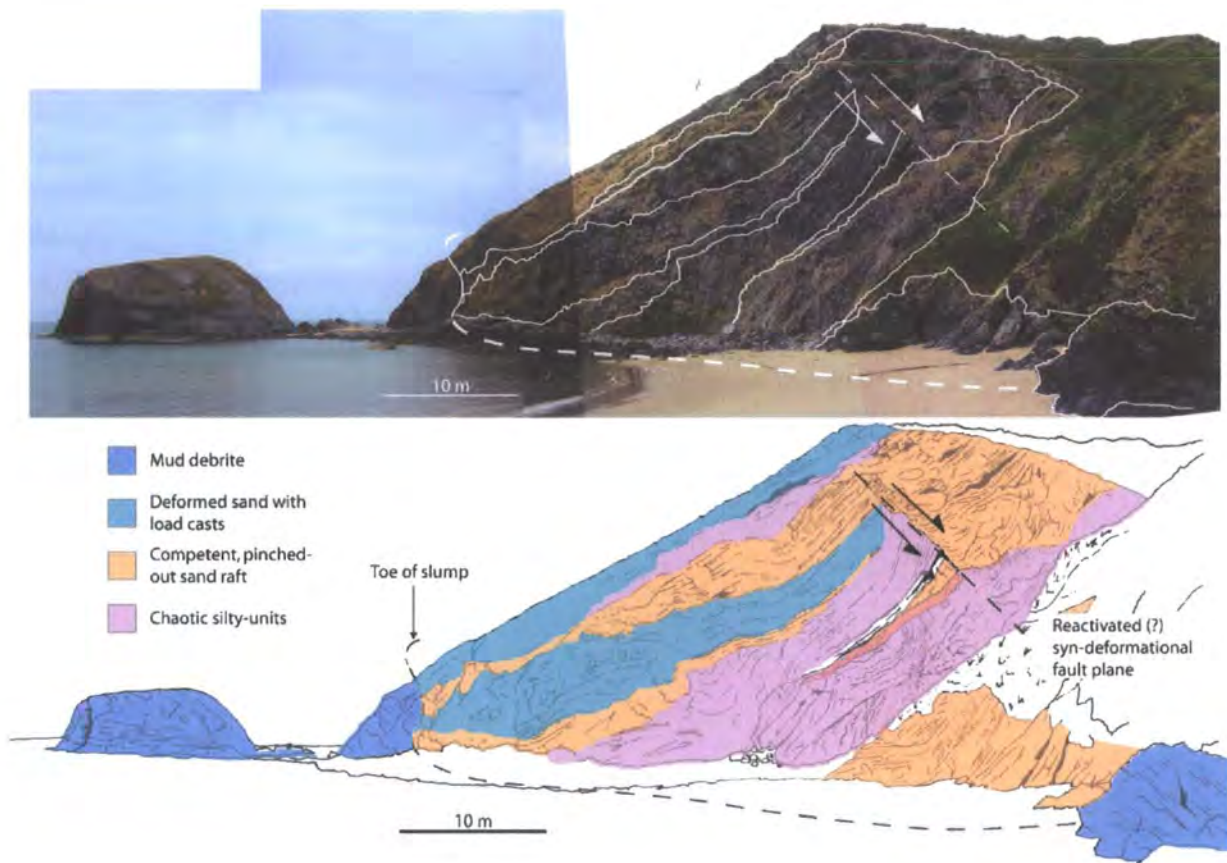 10 m
Mud debrite
Deformed sand with
load casts
Competent, pinched-
out sand raft
Chaotic silty-units
Toe of slump
Reactivated (?)
syn-deformational
fault plane
10 m